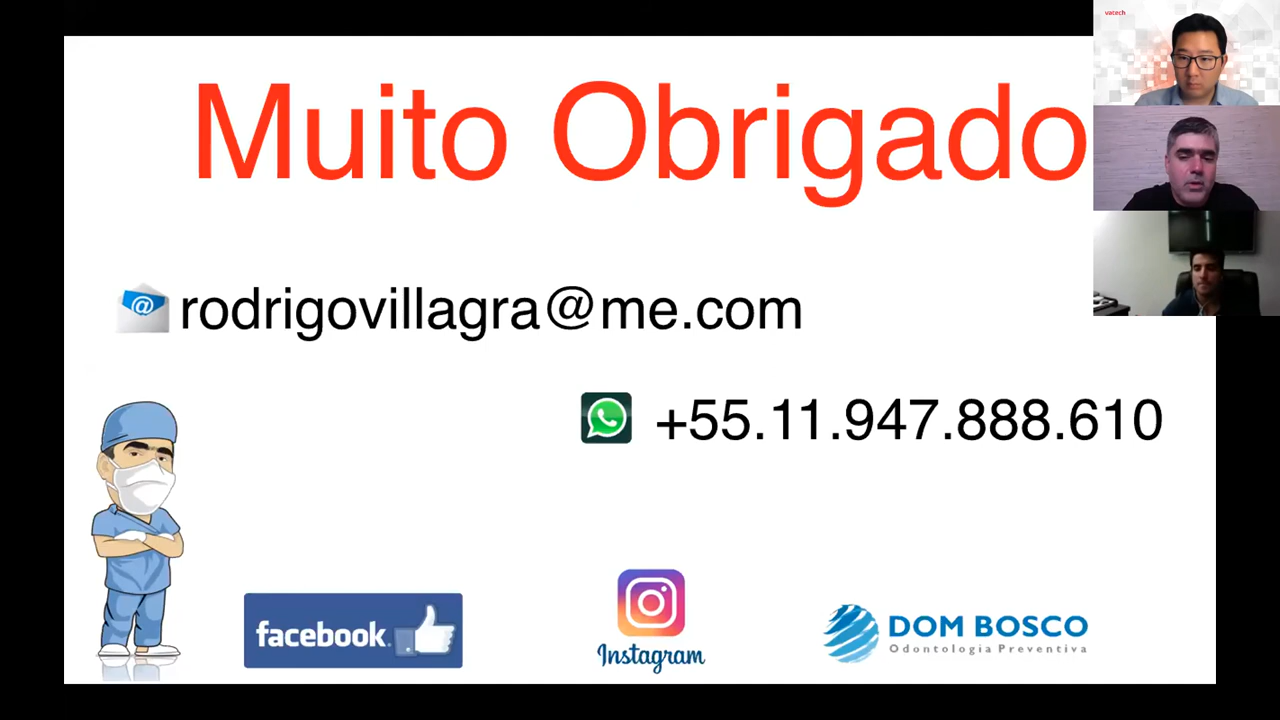 vatech
Muito Obrigado
@ rodrigovillagra@me.com
+55.11.947.888.610
facebook.
Instagram
DOM BOSCO
Odontologia Preventiva